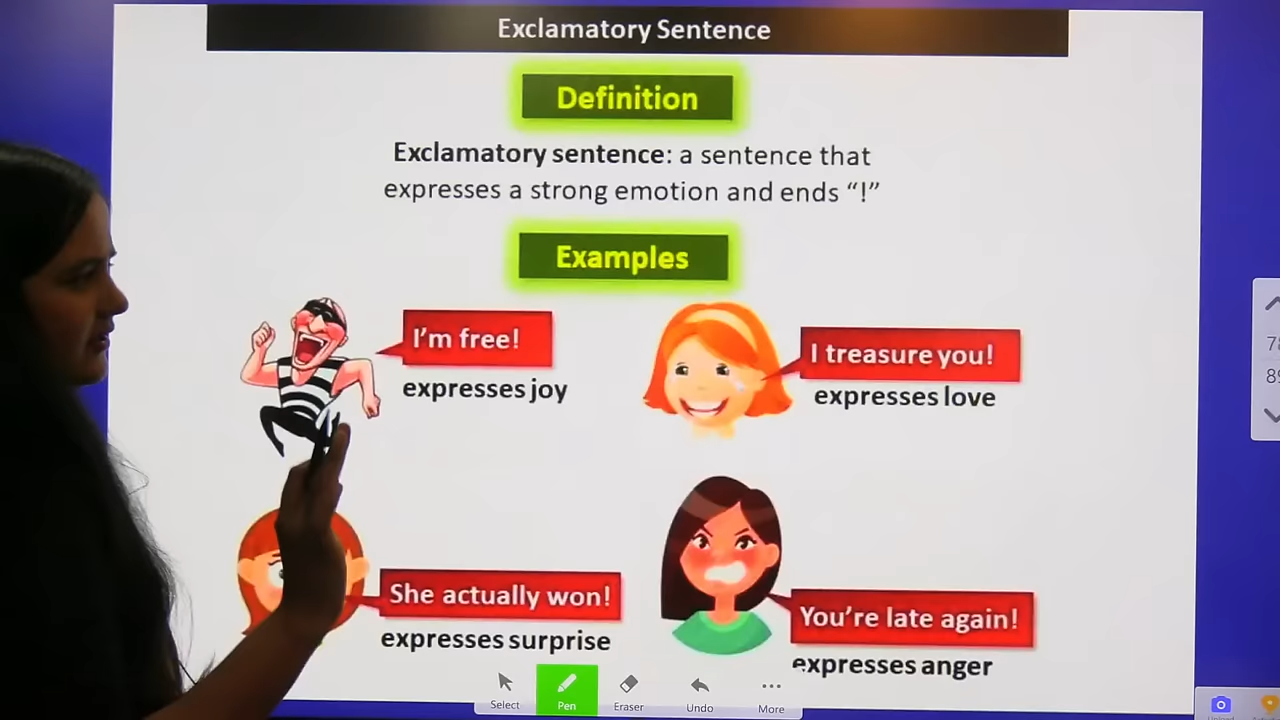 Exclamatory Sentence
Definition
Exclamatory sentence: a sentence that
expresses a strong emotion and ends “!”
Examples
I’m free!
expresses joy
I treasure you!
expresses love
She actually won!
expresses surprise
You’re late again!
expresses anger
Select
Pen
Eraser
Undo
More